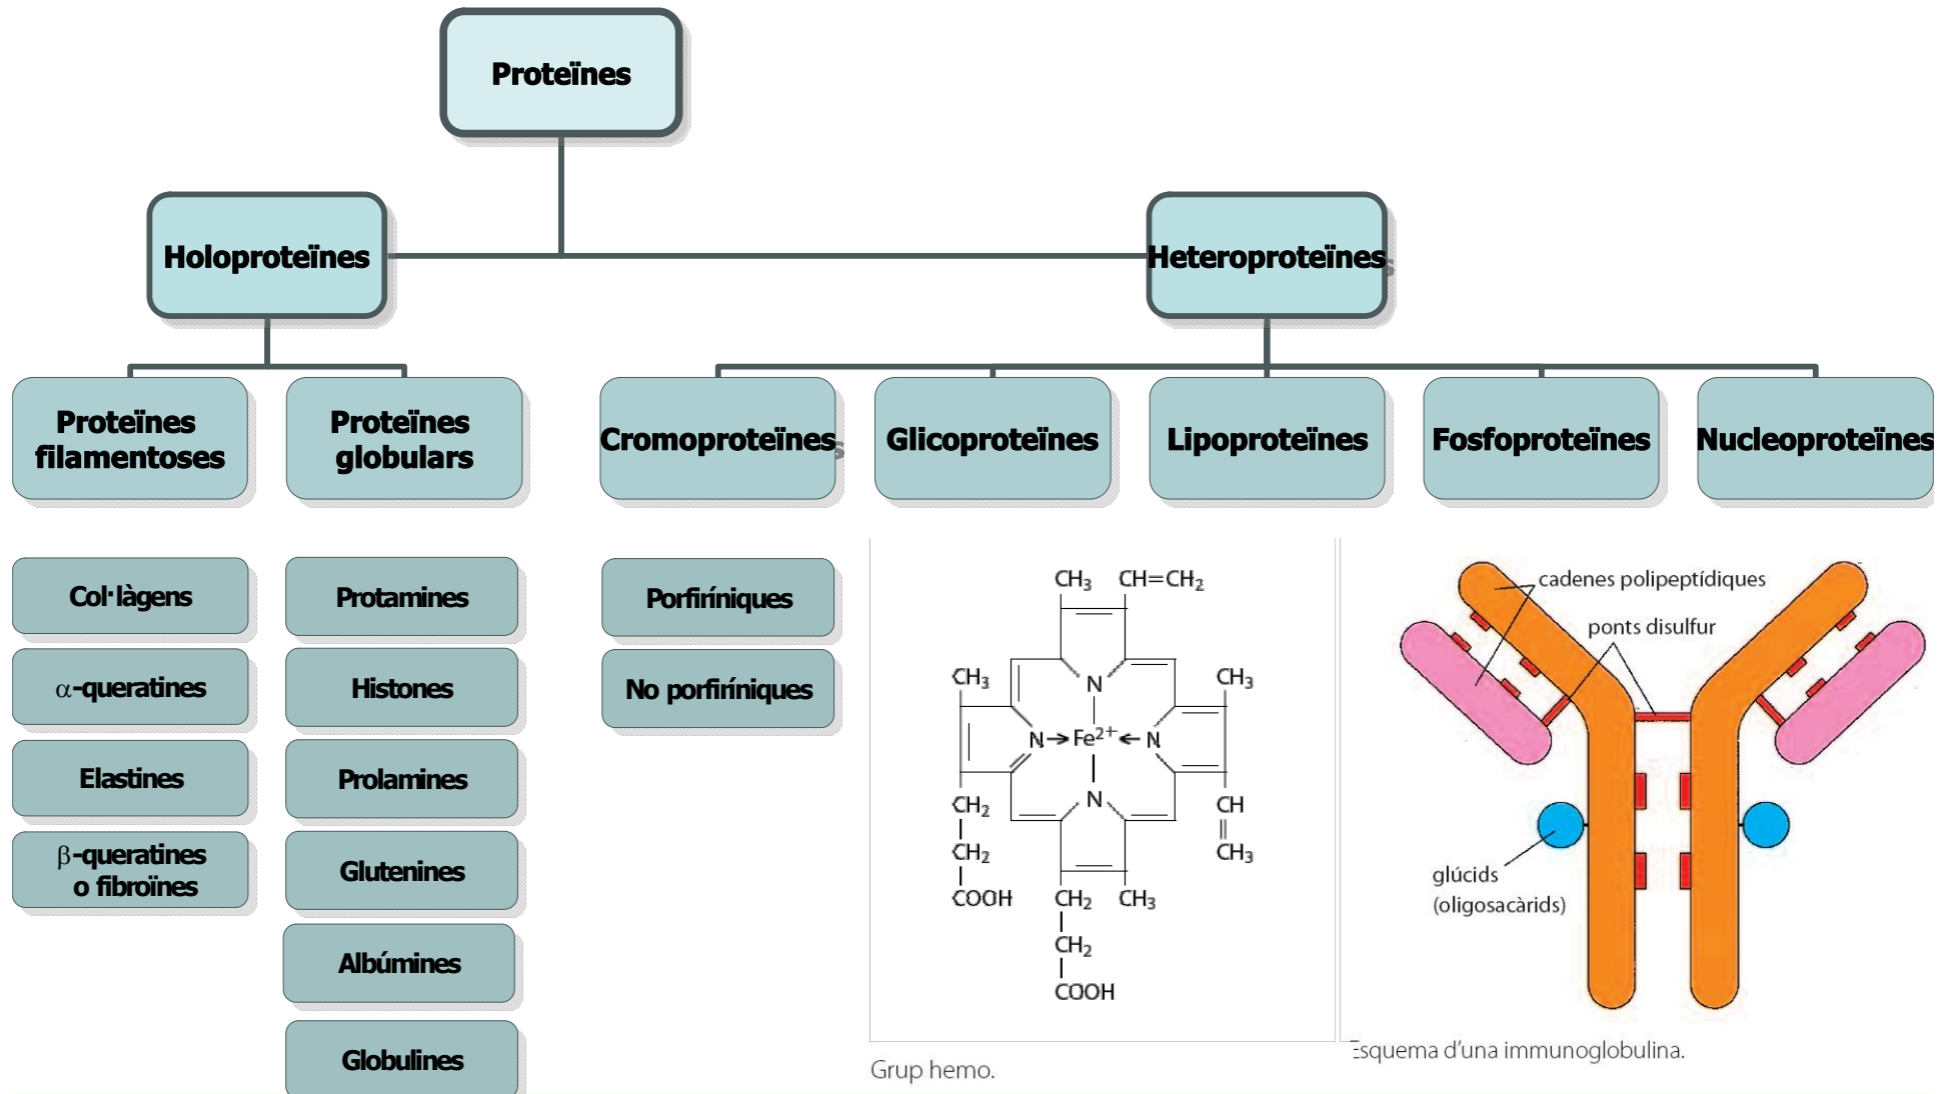 Proteïnes
Holoproteïnes
Heteroproteïnes
Proteïnes
filamentoses
Proteïnes
globulars
Cromoproteïnes
Glicoproteïnes
Lipoproteïnes
Fosfoproteïnes
Nucleoproteïnes
Col·làgens
α-queratines
Elastines
β-queratines
o fibroïnes
Protamines
Histones
Prolamines
Glutenines
Albúmines
Globulines
Porfiríniques
No porfiríniques
CH₃ CH=CH₂
CH₃ N CH₃
N Fe²⁺ N
N
CH₂ CH
CH₂ CH₃
COOH CH₂ CH₃
CH₂
COOH
Grup hemo.
cadenes polipeptídiques
ponts disulfur
glúcids
(oligosacàrids)
Esquema d'una immunoglobulina.